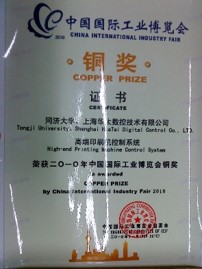 中国国际工业博览会
CHINA INTERNATIONAL INDUSTRY FAIR
铜奖
COPPER PRIZE
证书
CERTIFICATE
同济大学、上海华太数控技术有限公司
Tongji University、Shanghai HuaTai Digital Control Co., LTD.
高端印刷机控制系统
High-end Printing Machine Control System
荣获二〇一〇年中国国际工业博览会铜奖
is awarded
COPPER PRIZE
by China International Industry Fair 2010